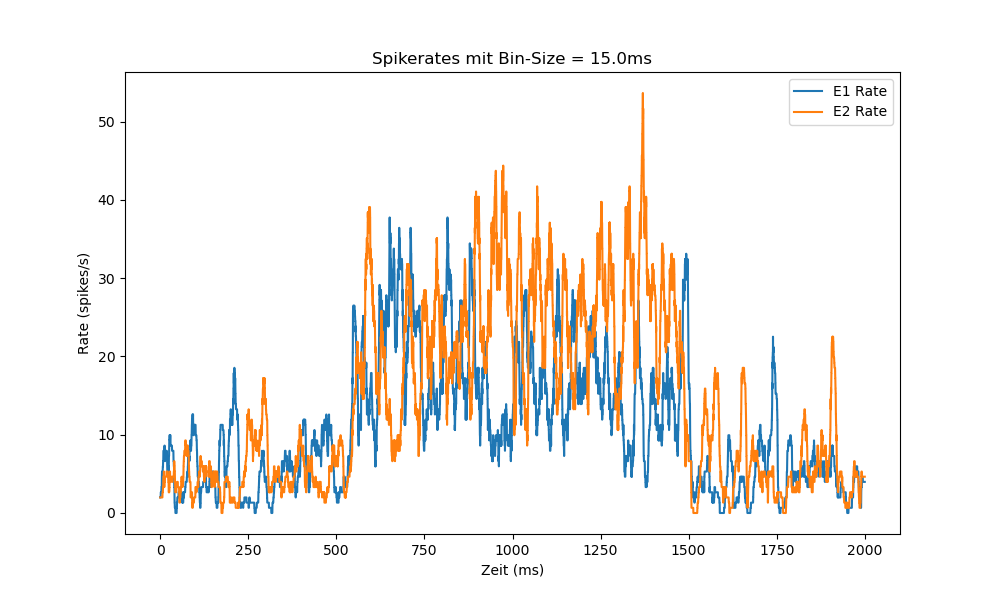 Spikerates mit Bin-Size = 15.0ms
E1 Rate
E2 Rate
Rate (spikes/s)
50
40
30
20
10
0
0 250 500 750 1000 1250 1500 1750 2000
Zeit (ms)